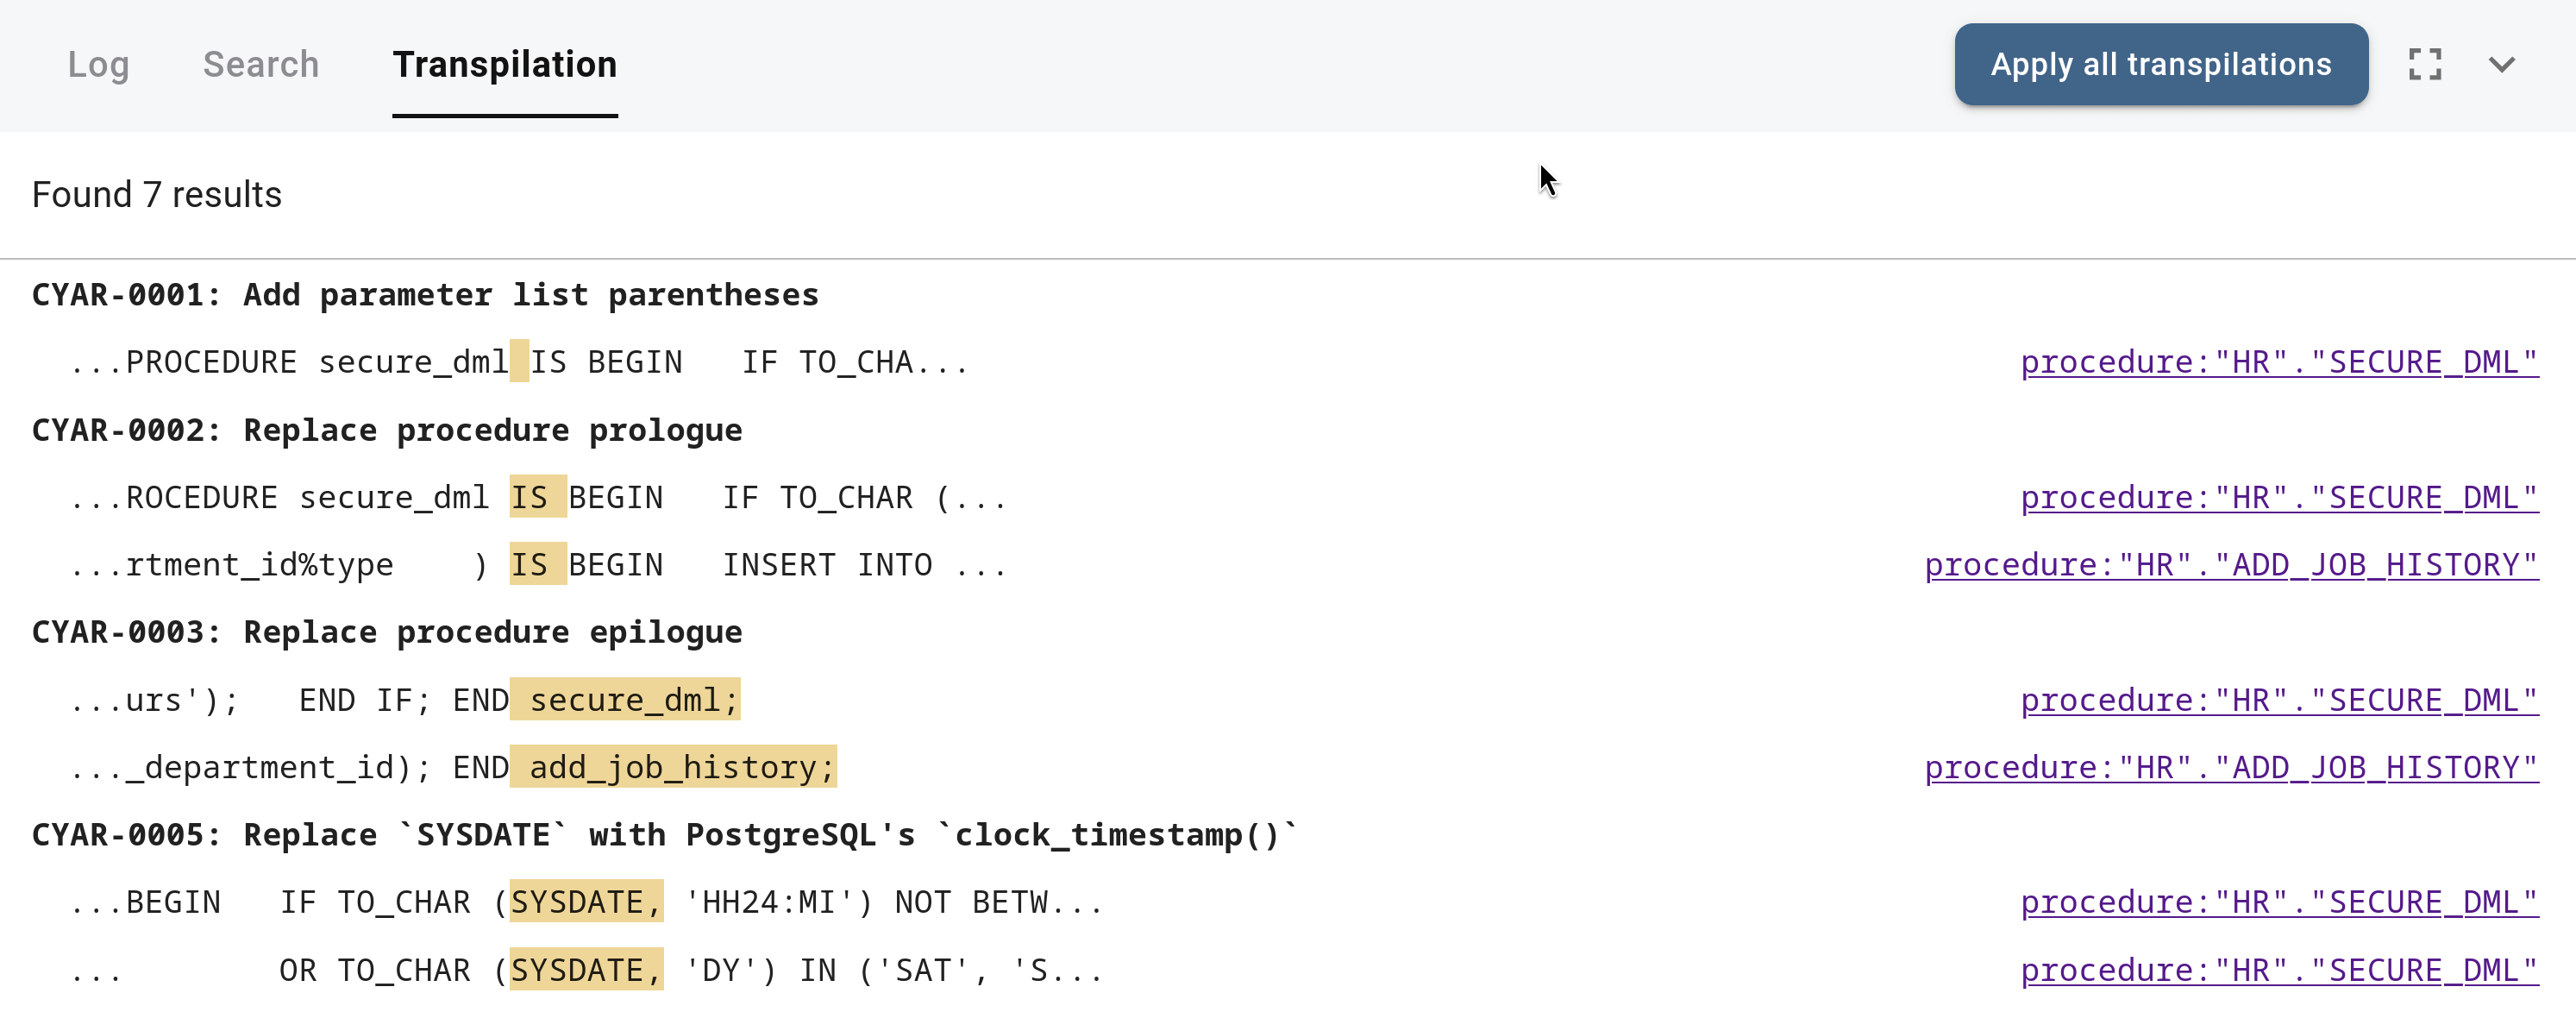 Log Search Transpilation Apply all transpilations
Found 7 results
CYAR-0001: Add parameter list parentheses
...PROCEDURE secure_dml IS BEGIN   IF TO_CHA... procedure:"HR"."SECURE_DML"
CYAR-0002: Replace procedure prologue
...ROCEDURE secure_dml IS BEGIN   IF TO_CHAR (... procedure:"HR"."SECURE_DML"
...rtment_id%type    ) IS BEGIN   INSERT INTO ... procedure:"HR"."ADD_JOB_HISTORY"
CYAR-0003: Replace procedure epilogue
...urs');   END IF; END secure_dml; procedure:"HR"."SECURE_DML"
..._department_id); END add_job_history; procedure:"HR"."ADD_JOB_HISTORY"
CYAR-0005: Replace `SYSDATE` with PostgreSQL's `clock_timestamp()`
...BEGIN   IF TO_CHAR (SYSDATE, 'HH24:MI') NOT BETW... procedure:"HR"."SECURE_DML"
...        OR TO_CHAR (SYSDATE, 'DY') IN ('SAT', 'S... procedure:"HR"."SECURE_DML"